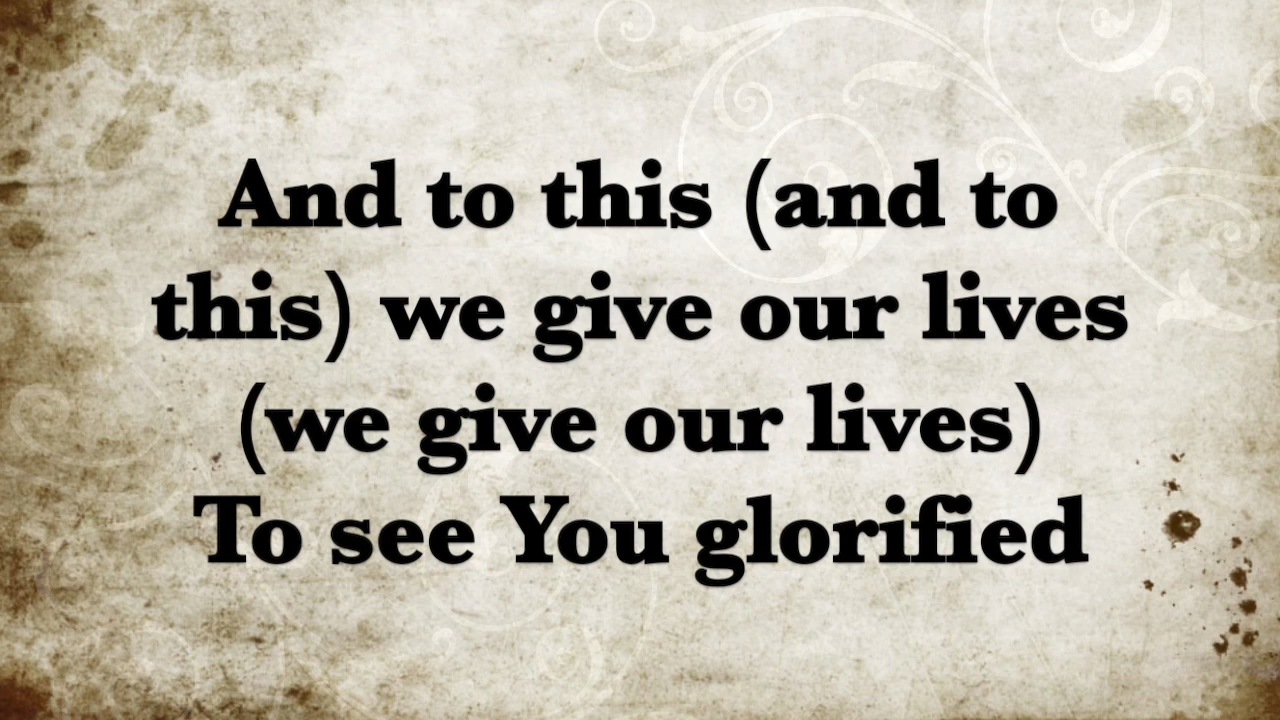 And to this (and to
this) we give our lives
(we give our lives)
To see You glorified